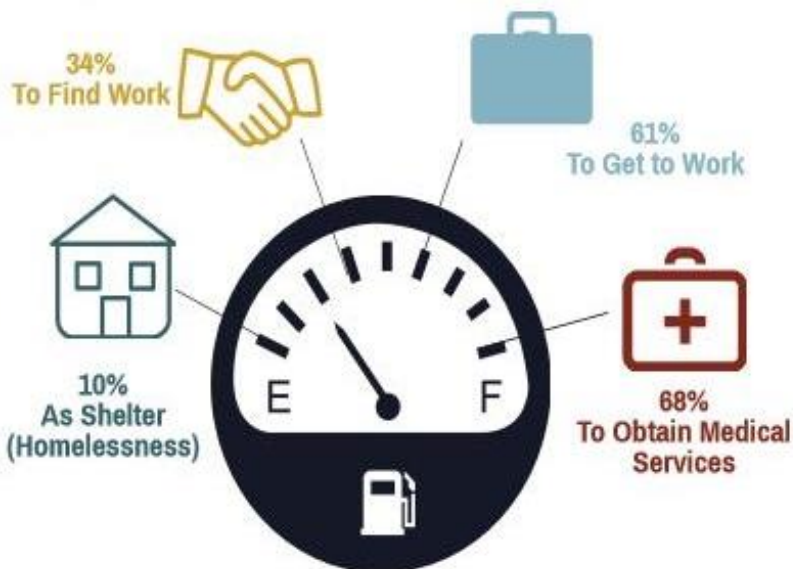 34%
To Find Work
61%
To Get to Work
10%
As Shelter
(Homelessness)
E
F
68%
To Obtain Medical
Services